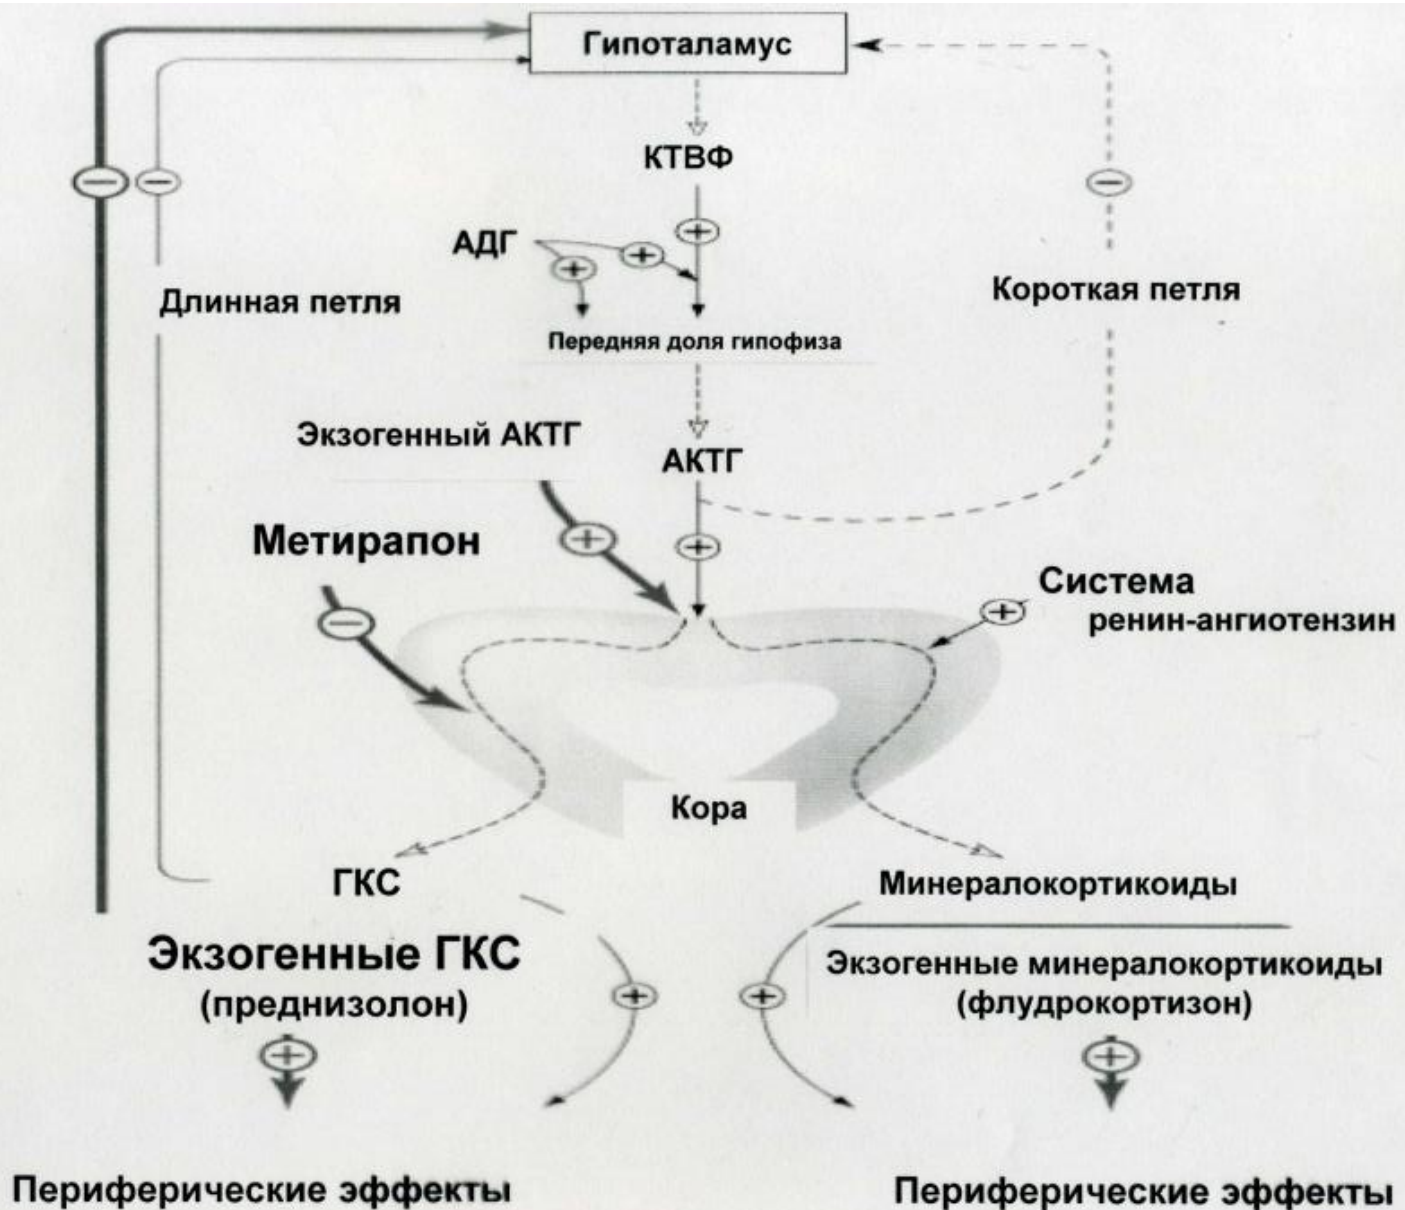 Гипоталамус
КТВФ
АДГ
Длинная петля
Короткая петля
Передняя доля гипофиза
Экзогенный АКТГ
АКТГ
Метирапон
Система
ренин-ангиотензин
Кора
ГКС
Минералокортикоиды
Экзогенные ГКС
(преднизолон)
Экзогенные минералокортикоиды
(флудрокортизон)
Периферические эффекты
Периферические эффекты